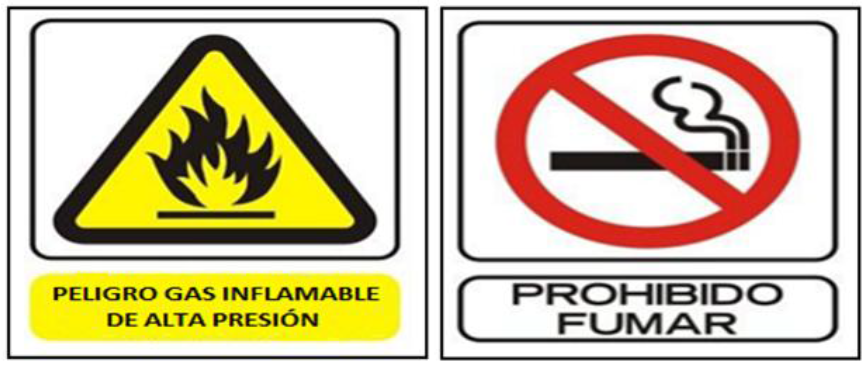 PELIGRO GAS INFLAMABLE
DE ALTA PRESIÓN
PROHIBIDO
FUMAR